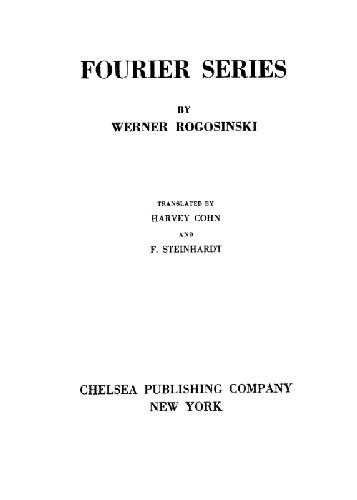 FOURIER SERIES
BY
WERNER ROGOSINSKI
TRANSLATED BY
HARVEY COHN
AND
F. STEINHARDT
CHELSEA PUBLISHING COMPANY
NEW YORK